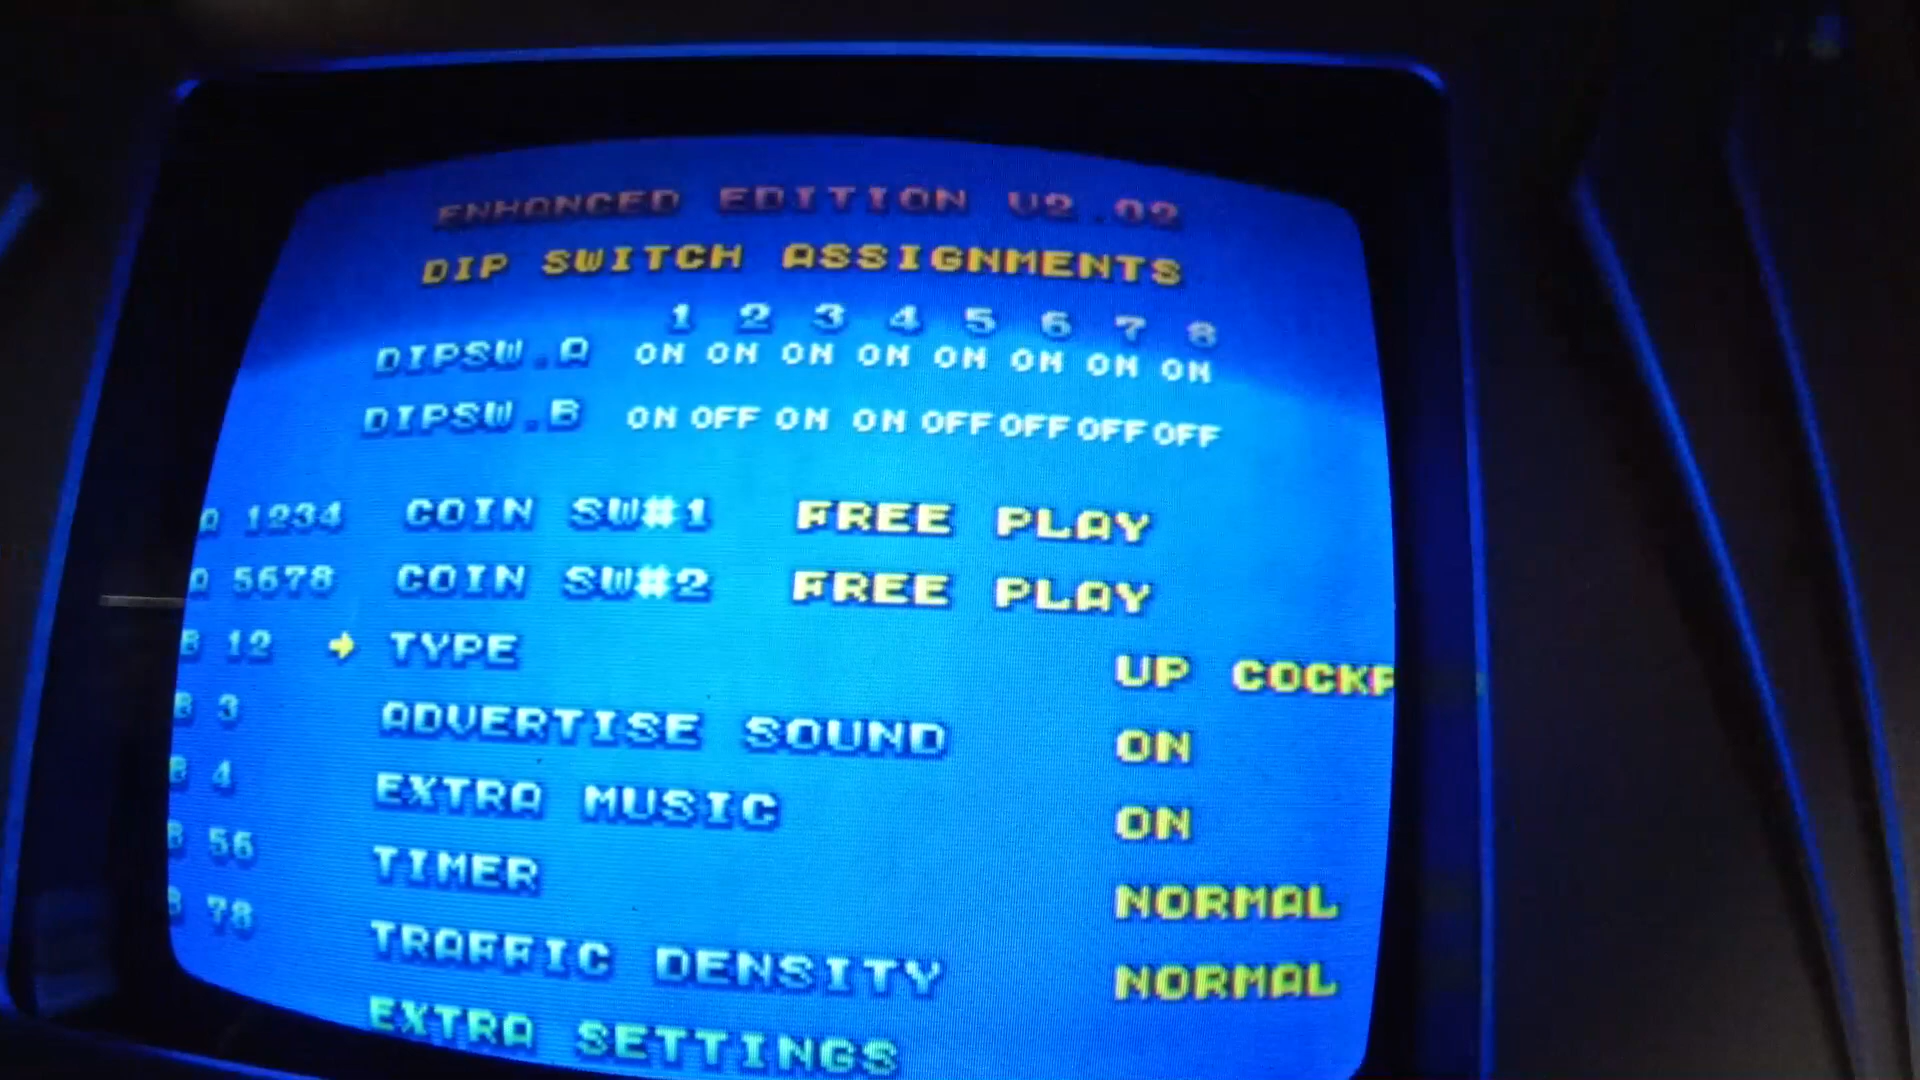 ENHANCED EDITION V2.02
DIP SWITCH ASSIGNMENTS
1 2 3 4 5 6 7 8
DIPSW.A ON ON ON ON ON ON ON ON
DIPSW.B ON OFF ON ON OFF OFF OFF OFF
A 1234 COIN SW#1 FREE PLAY
A 5678 COIN SW#2 FREE PLAY
B 12 → TYPE UP COCKP
B 3 ADVERTISE SOUND ON
B 4 EXTRA MUSIC ON
B 56 TIMER NORMAL
B 78 TRAFFIC DENSITY NORMAL
EXTRA SETTINGS